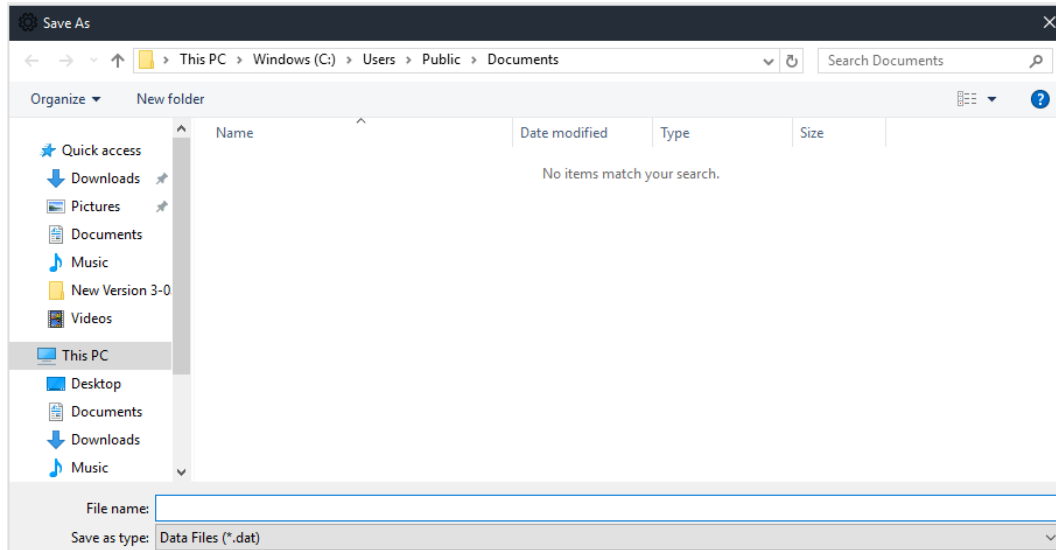 Save As
This PC > Windows (C:) > Users > Public > Documents
Search Documents
Organize
New folder
Name
Date modified
Type
Size
No items match your search.
Quick access
Downloads
Pictures
Documents
Music
New Version 3-0
Videos
This PC
Desktop
Documents
Downloads
Music
File name:
Save as type: Data Files (*.dat)